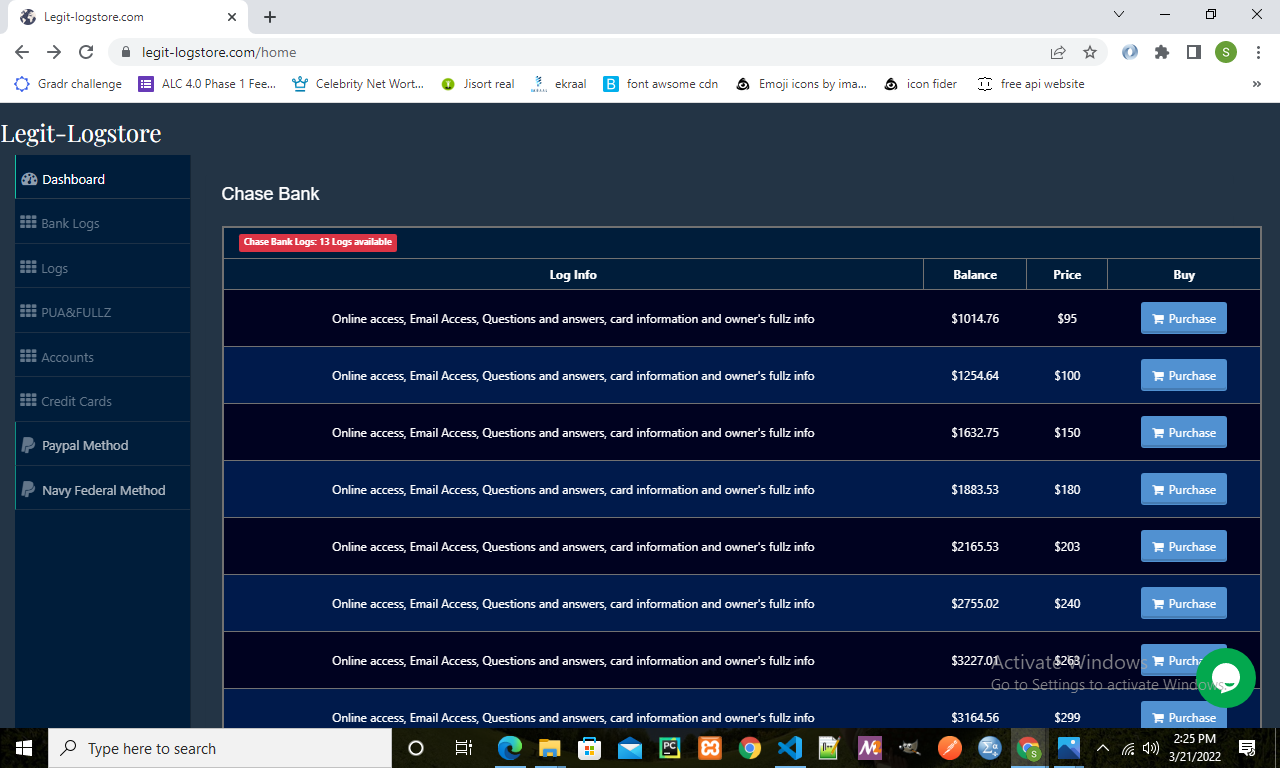 Legit-logstore.com
legit-logstore.com/home
S
Gradr challenge
ALC 4.0 Phase 1 Fee...
Celebrity Net Wort...
Jisort real
ekraal
font awsome cdn
Emoji icons by ima...
icon fider
free api website
»
Legit-Logstore
Dashboard
Bank Logs
Logs
PUA&FULLZ
Accounts
Credit Cards
Paypal Method
Navy Federal Method
Chase Bank
Chase Bank Logs: 13 Logs available
Log Info Balance Price Buy
Online access, Email Access, Questions and answers, card information and owner's fullz info $1014.76 $95 Purchase
Online access, Email Access, Questions and answers, card information and owner's fullz info $1254.64 $100 Purchase
Online access, Email Access, Questions and answers, card information and owner's fullz info $1632.75 $150 Purchase
Online access, Email Access, Questions and answers, card information and owner's fullz info $1883.53 $180 Purchase
Online access, Email Access, Questions and answers, card information and owner's fullz info $2165.53 $203 Purchase
Online access, Email Access, Questions and answers, card information and owner's fullz info $2755.02 $240 Purchase
Online access, Email Access, Questions and answers, card information and owner's fullz info $3227.01 $263 Purcha
Online access, Email Access, Questions and answers, card information and owner's fullz info $3164.56 $299 Purchase
Activate Windows
Go to Settings to activate Windows.
Type here to search
2:25 PM
3/21/2022